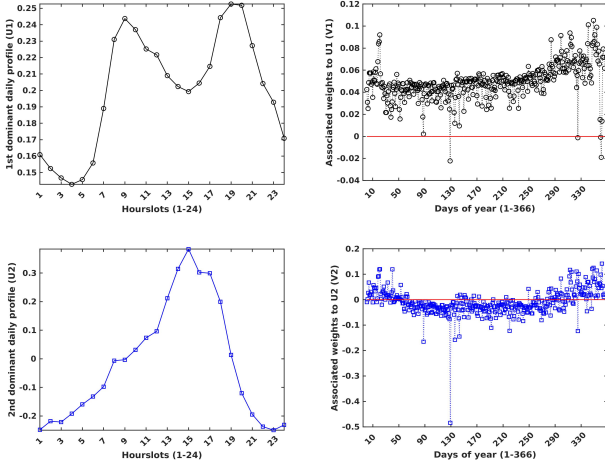 1st dominant daily profile (U1)
0.25
0.24
0.23
0.22
0.21
0.2
0.19
0.18
0.17
0.16
0.15
1 3 5 7 9 11 13 15 17 19 21 23
Hourslots (1-24)
Associated weights to U1 (V1)
0.12
0.1
0.08
0.06
0.04
0.02
0
-0.02
-0.04
10 50 90 130 170 210 250 290 330
Days of year (1-366)
2nd dominant daily profile (U2)
0.3
0.2
0.1
0
-0.1
-0.2
1 3 5 7 9 11 13 15 17 19 21 23
Hourslots (1-24)
Associated weights to U2 (V2)
0.2
0.1
0
-0.1
-0.2
-0.3
-0.4
-0.5
10 50 90 130 170 210 250 290 330
Days of year (1-366)